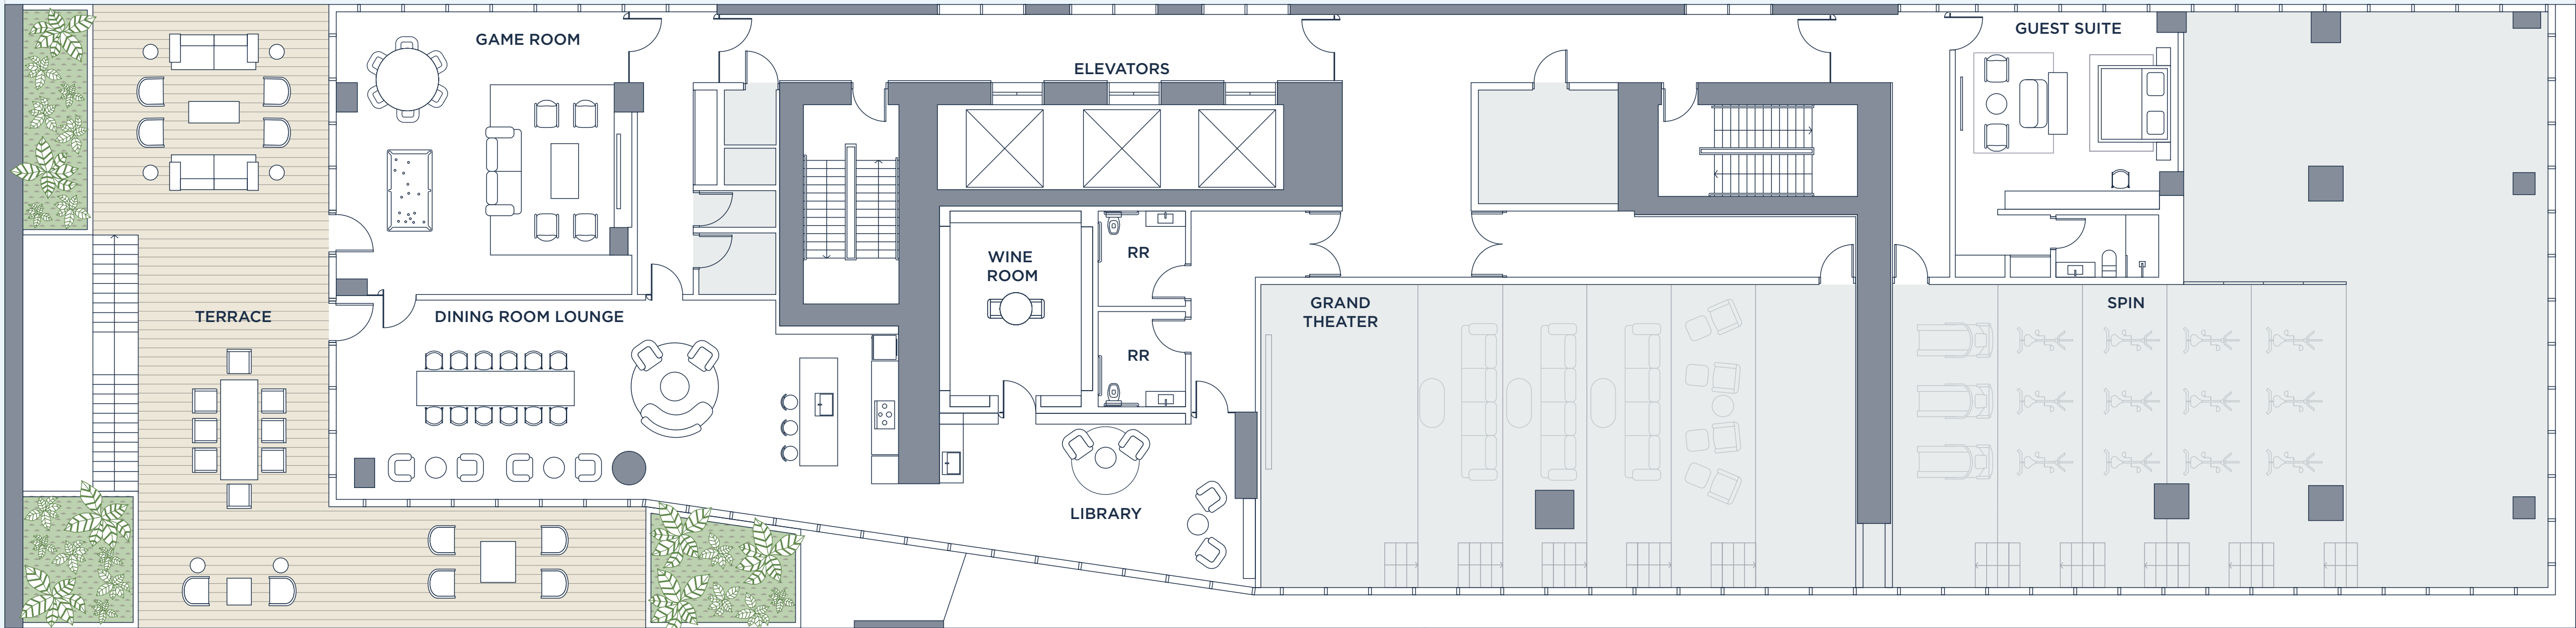 GAME ROOM
ELEVATORS
GUEST SUITE
WINE
ROOM
RR
RR
TERRACE
DINING ROOM LOUNGE
GRAND
THEATER
SPIN
LIBRARY